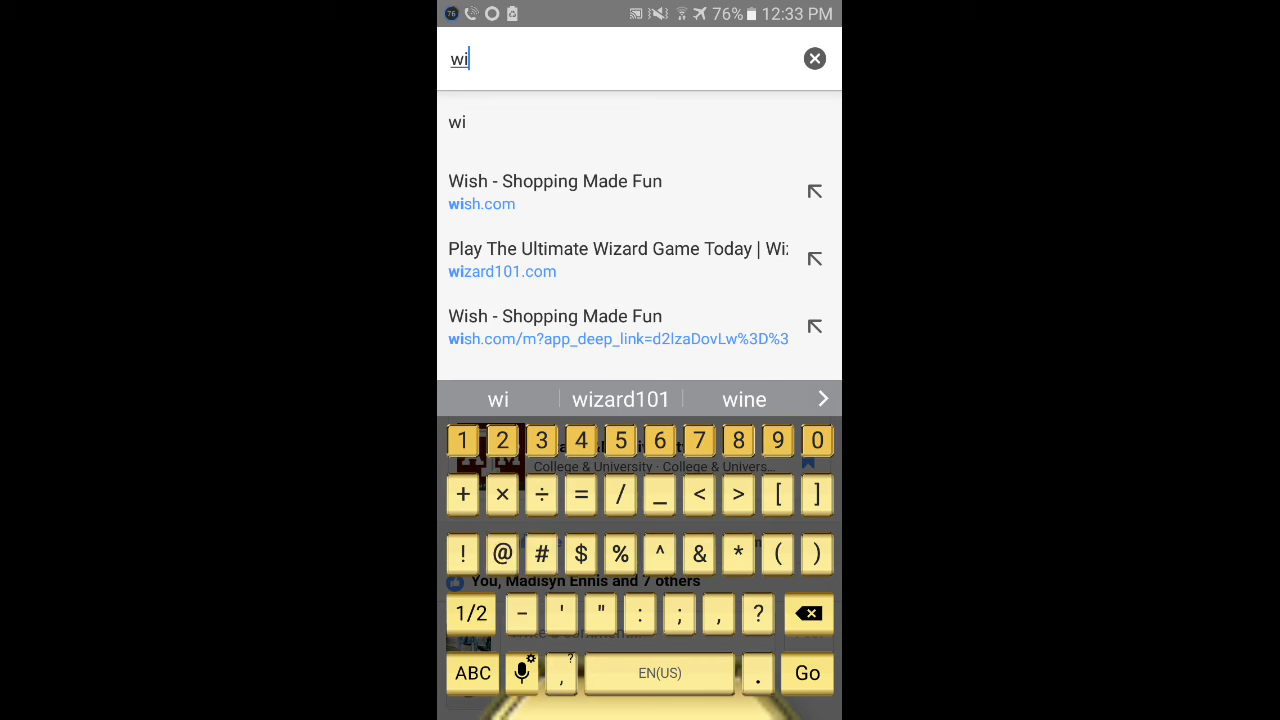 76 76% 12:33 PM
wi
wi
Wish - Shopping Made Fun
wish.com
Play The Ultimate Wizard Game Today | Wiz
wizard101.com
Wish - Shopping Made Fun
wish.com/m?app_deep_link=d2lzaDovLw%3D%3
wi wizard101 wine
1 2 3 4 5 6 7 8 9 0
College & University · College & Univers...
+ × ÷ = / _ < > [ ]
! @ # $ % ^ & * ( )
You, Madisyn Ennis and 7 others
1/2 - ' " : ; , ?
ABC , ? EN(US) . Go